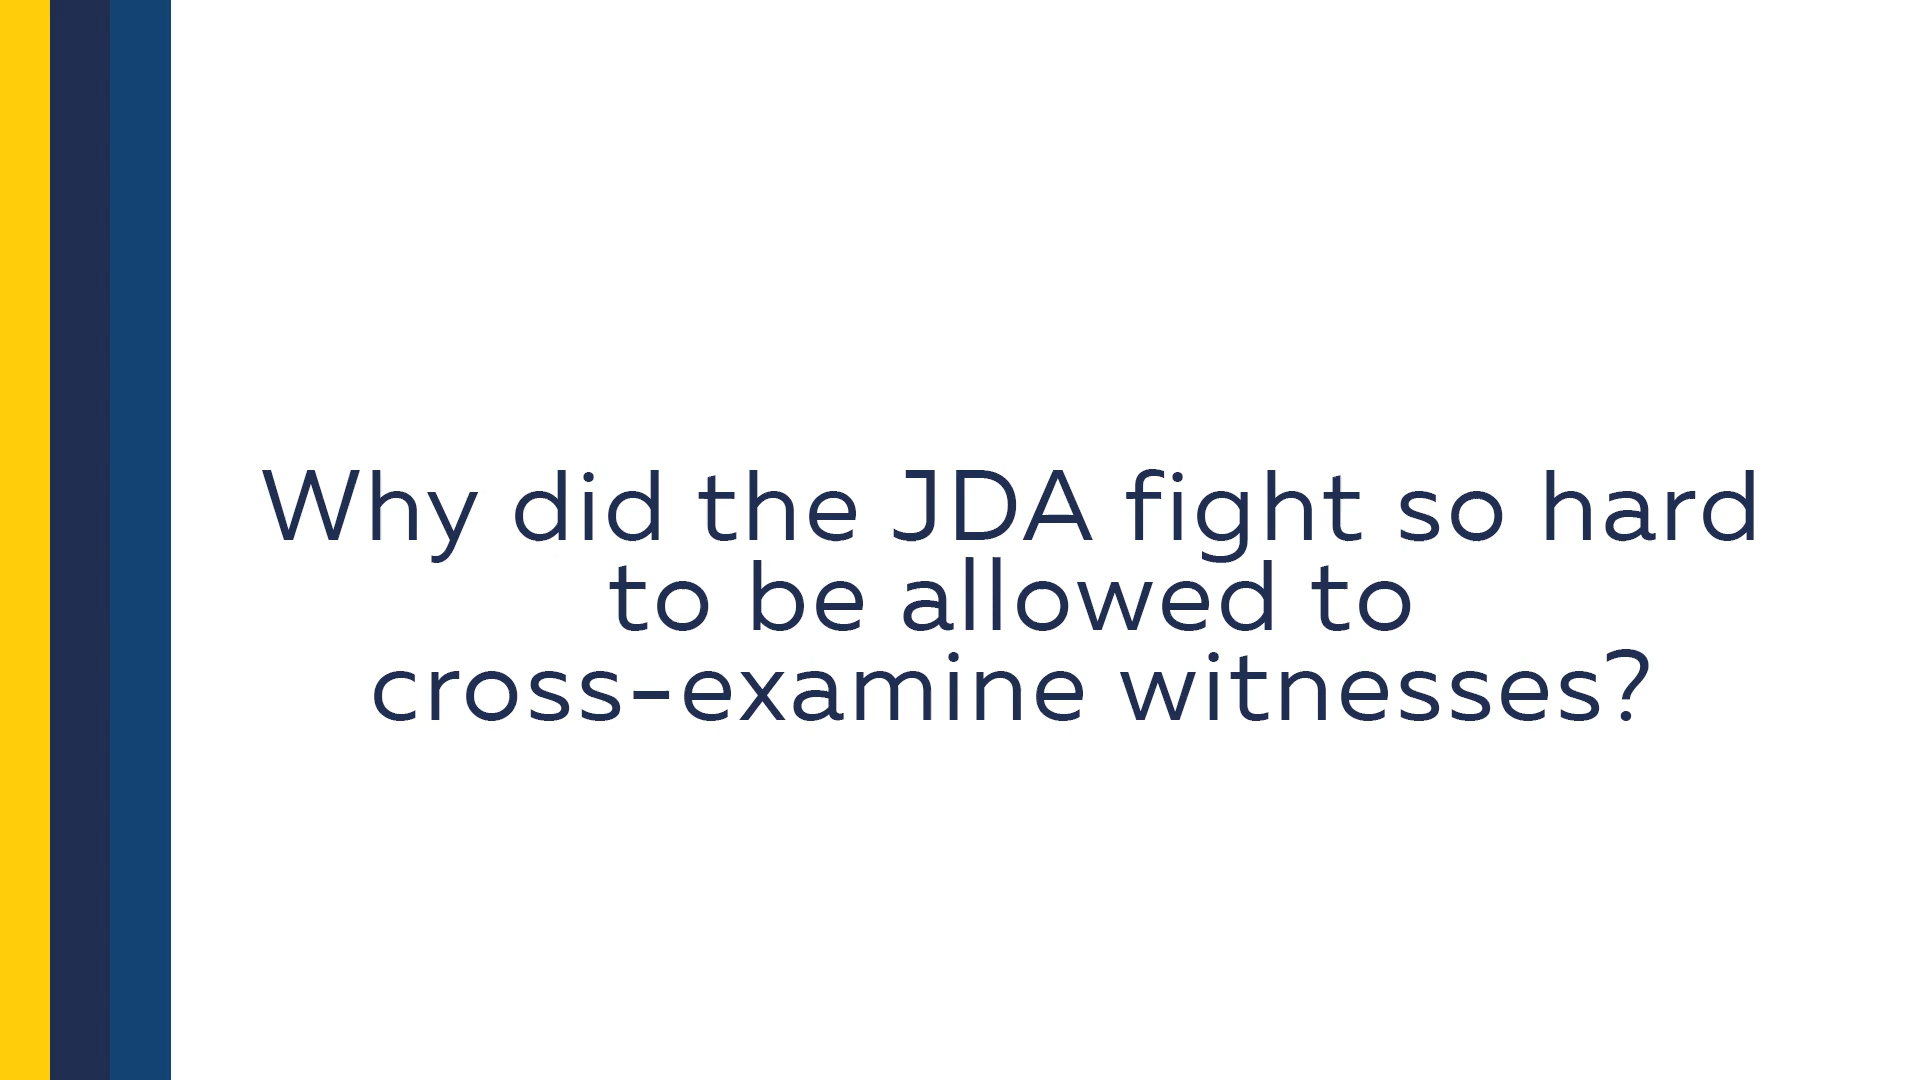 Why did the JDA fight so hard
to be allowed to
cross-examine witnesses?